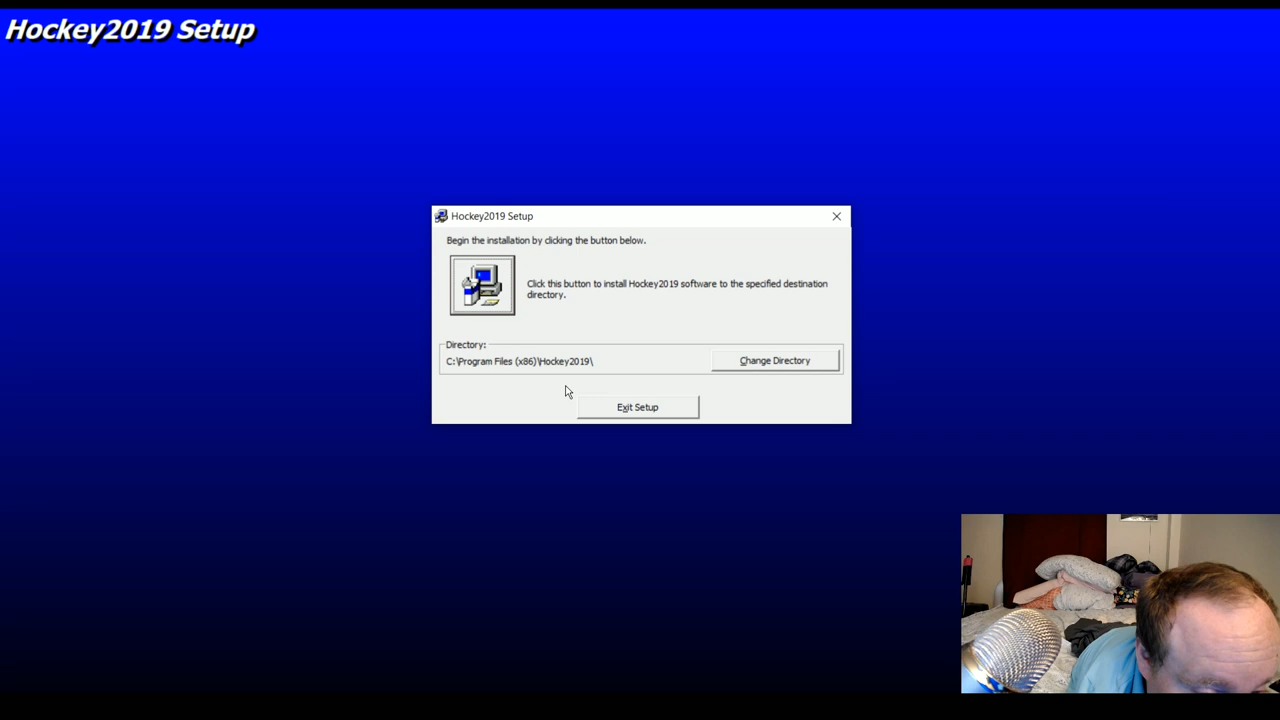 Hockey2019 Setup
Hockey2019 Setup
Begin the installation by clicking the button below.
Click this button to install Hockey2019 software to the specified destination
directory.
Directory:
C:\Program Files (x86)\Hockey2019\
Change Directory
Exit Setup